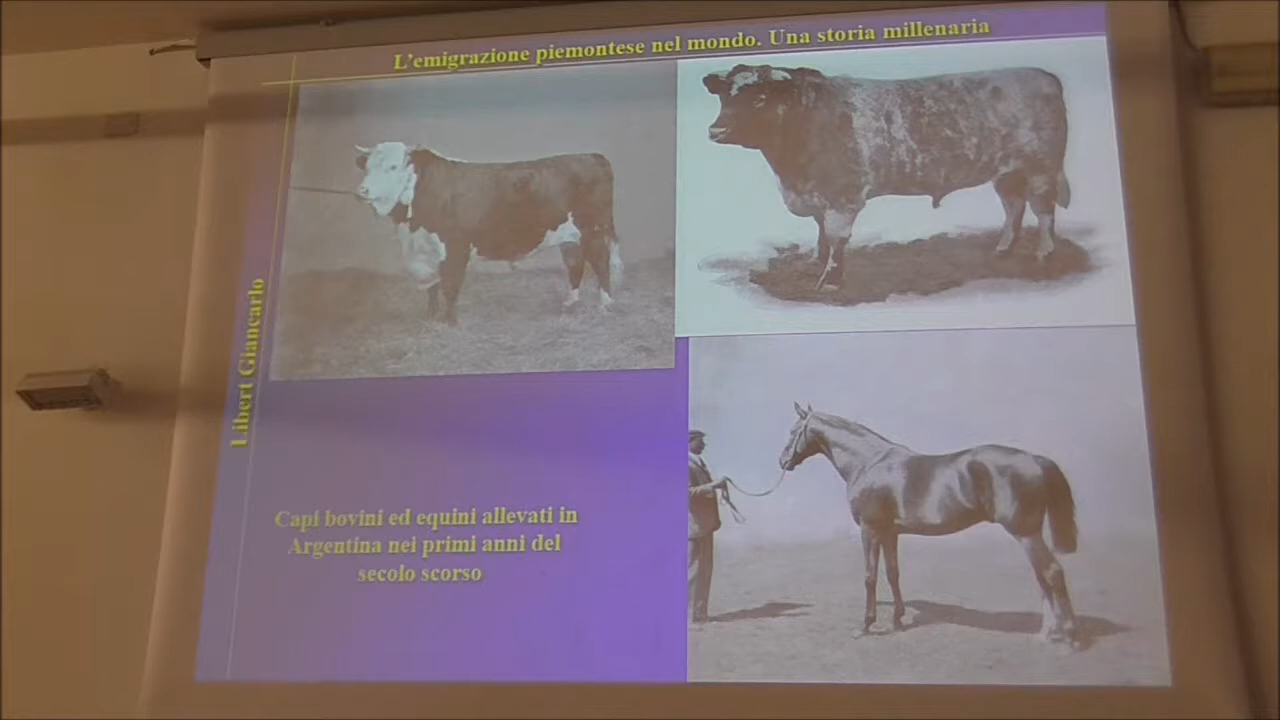 L'emigrazione piemontese nel mondo. Una storia millenaria
Libert Giancarlo
Capi bovini ed equini allevati in
Argentina nei primi anni del
secolo scorso